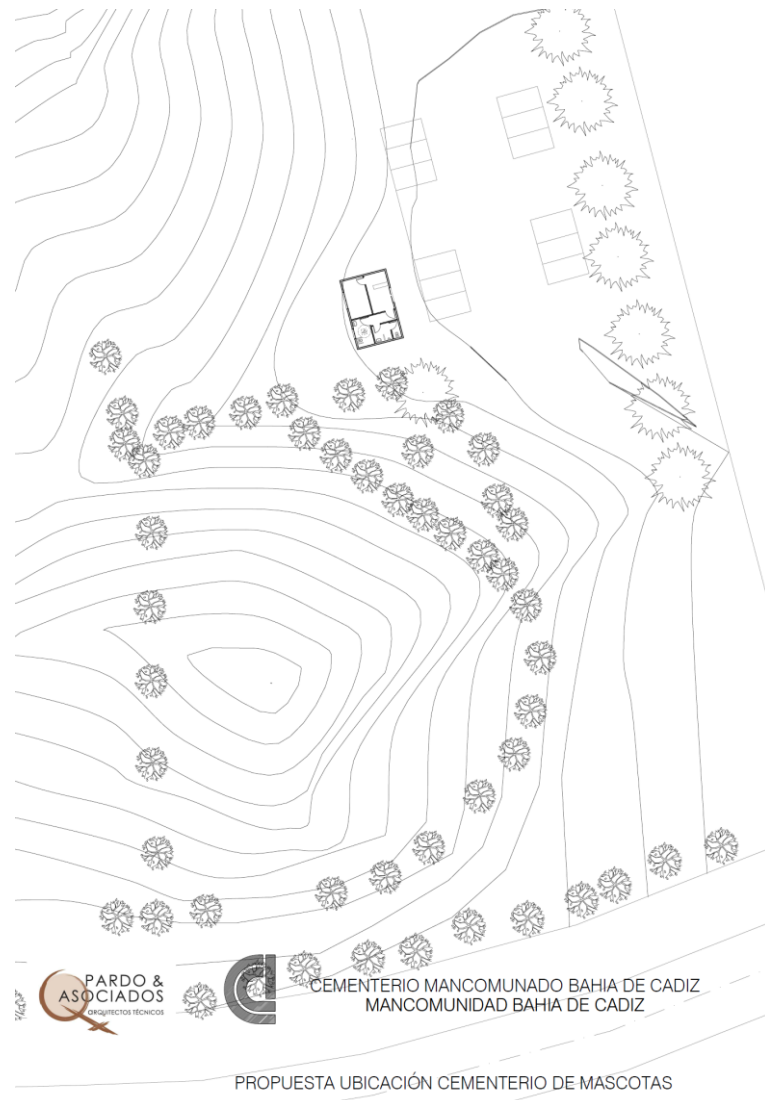 PARDO &
ASOCIADOS
ARQUITECTOS TÉCNICOS
CEMENTERIO MANCOMUNADO BAHIA DE CADIZ
MANCOMUNIDAD BAHIA DE CADIZ
PROPUESTA UBICACIÓN CEMENTERIO DE MASCOTAS